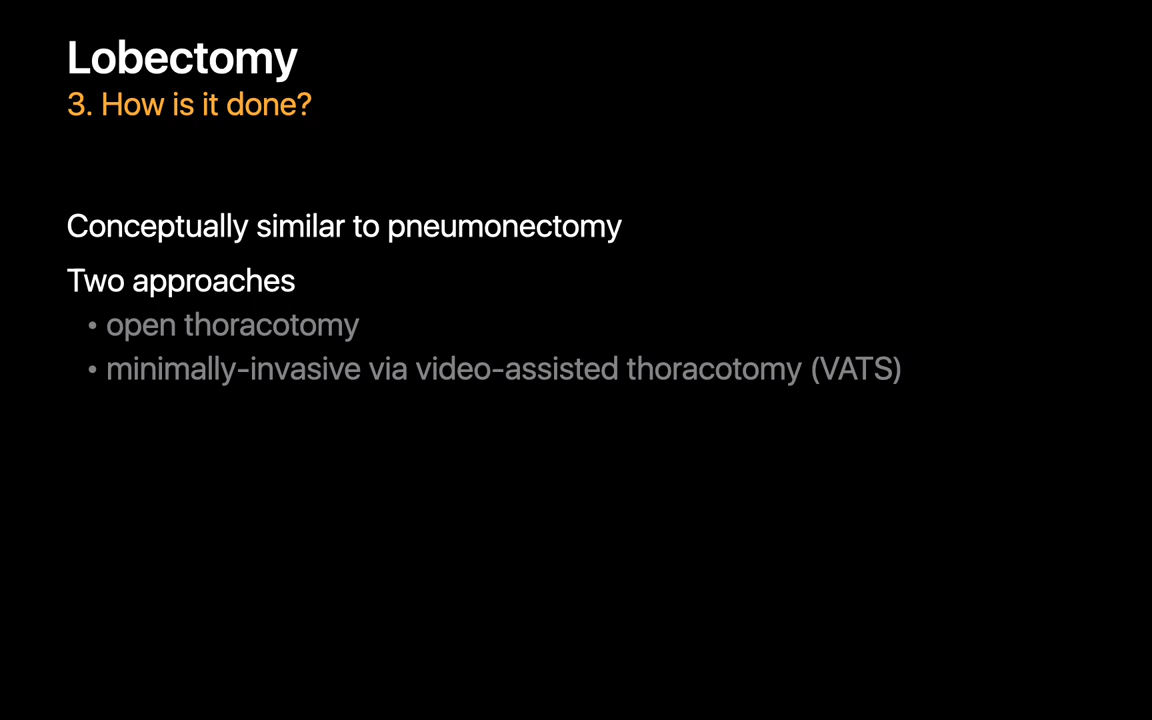 Lobectomy
3. How is it done?
Conceptually similar to pneumonectomy
Two approaches
• open thoracotomy
• minimally-invasive via video-assisted thoracotomy (VATS)